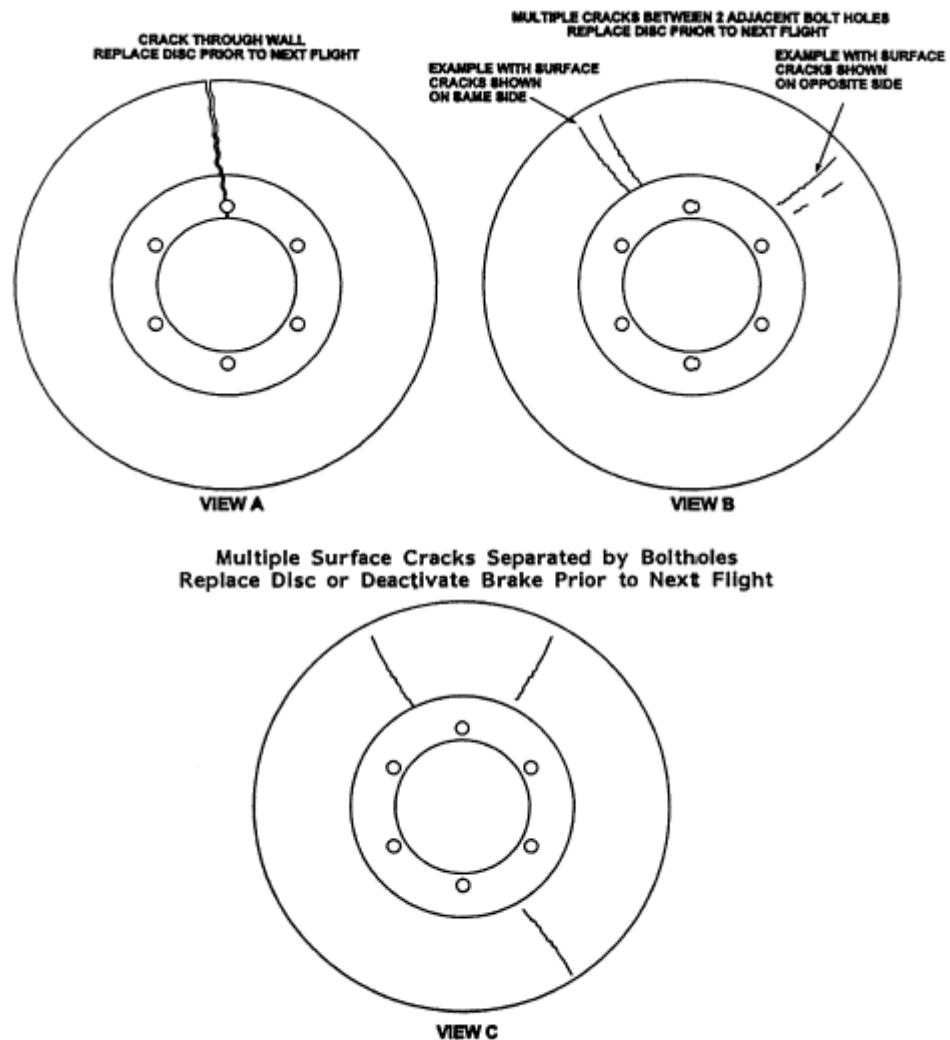 CRACK THROUGH WALL
REPLACE DISC PRIOR TO NEXT FLIGHT
MULTIPLE CRACKS BETWEEN 2 ADJACENT BOLT HOLES
REPLACE DISC PRIOR TO NEXT FLIGHT
EXAMPLE WITH SURFACE
CRACKS SHOWN
ON SAME SIDE
EXAMPLE WITH SURFACE
CRACKS SHOWN
ON OPPOSITE SIDE
VIEW A
VIEW B
Multiple Surface Cracks Separated by Boltholes
Replace Disc or Deactivate Brake Prior to Next Flight
VIEW C